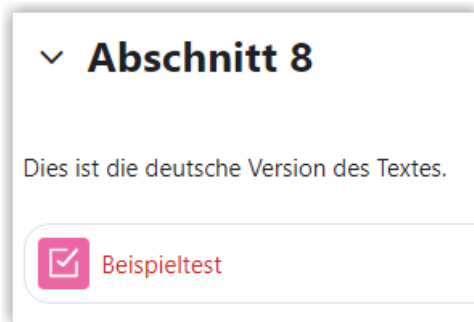 Abschnitt 8
Dies ist die deutsche Version des Textes.
Beispieltest